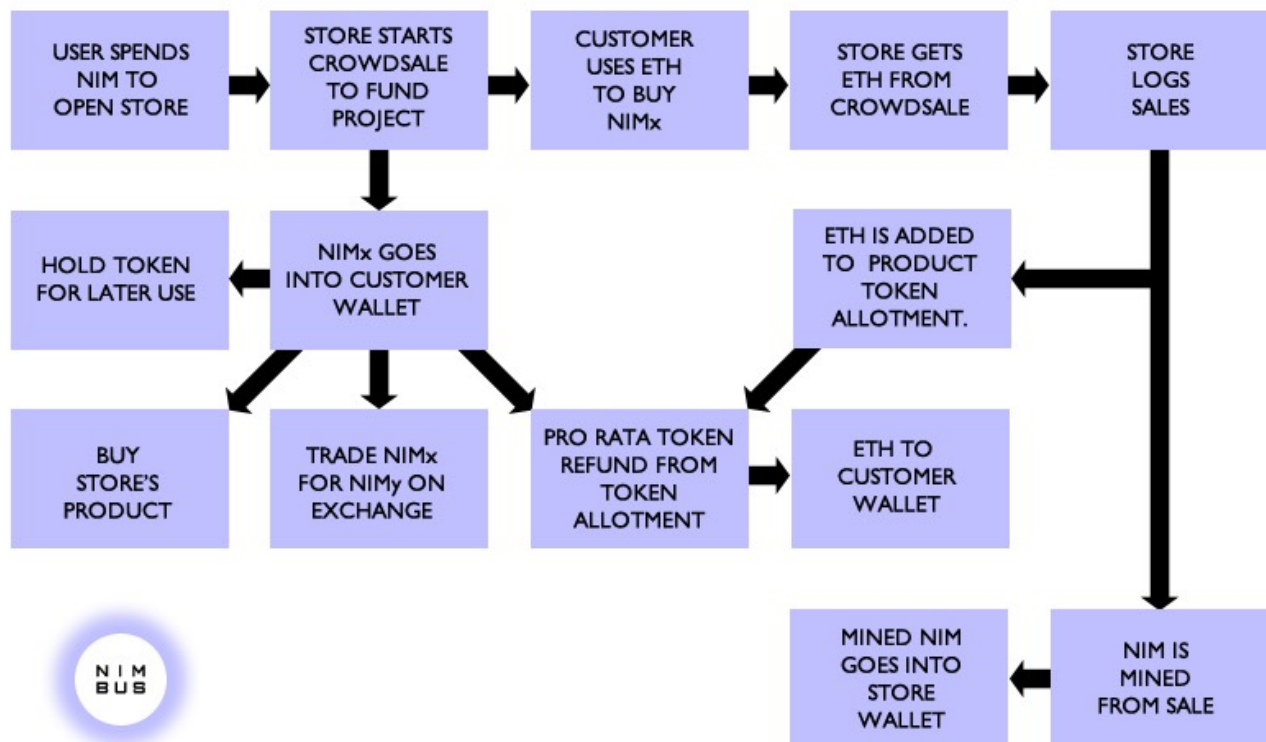 USER SPENDS
NIM TO
OPEN STORE
STORE STARTS
CROWDSALE
TO FUND
PROJECT
CUSTOMER
USES ETH
TO BUY
NIMx
STORE GETS
ETH FROM
CROWDSALE
STORE
LOGS
SALES
HOLD TOKEN
FOR LATER USE
NIMx GOES
INTO CUSTOMER
WALLET
ETH IS ADDED
TO PRODUCT
TOKEN
ALLOTMENT.
BUY
STORE'S
PRODUCT
TRADE NIMx
FOR NIMy ON
EXCHANGE
PRO RATA TOKEN
REFUND FROM
TOKEN
ALLOTMENT
ETH TO
CUSTOMER
WALLET
NIM
BUS
MINED NIM
GOES INTO
STORE
WALLET
NIM IS
MINED
FROM SALE